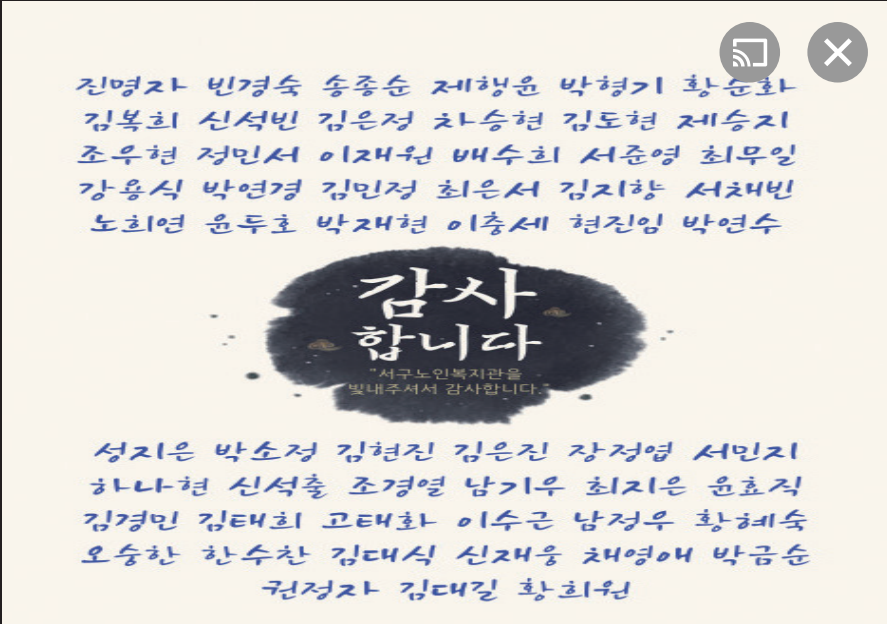 진명자 빈경숙 송종순 제행윤 박형기 황순화
김복희 신석빈 김은정 차승현 김도현 제승지
조우현 정민서 이재원 배수희 서준영 최무일
강용식 박연경 김민정 최은서 김지향 서채빈
노희연 윤두호 박재현 이충세 현진임 박연수
감사
합니다
"서구노인복지관을
빛내주셔서 감사합니다."
성지은 박소정 김현진 김은진 장정엽 서민지
하나현 신석출 조경열 남기우 최지은 윤효직
김경민 김태희 고태화 이수근 남정우 황혜숙
오숭한 한수찬 김대식 신재웅 채영애 박금순
권정자 김대길 황희원